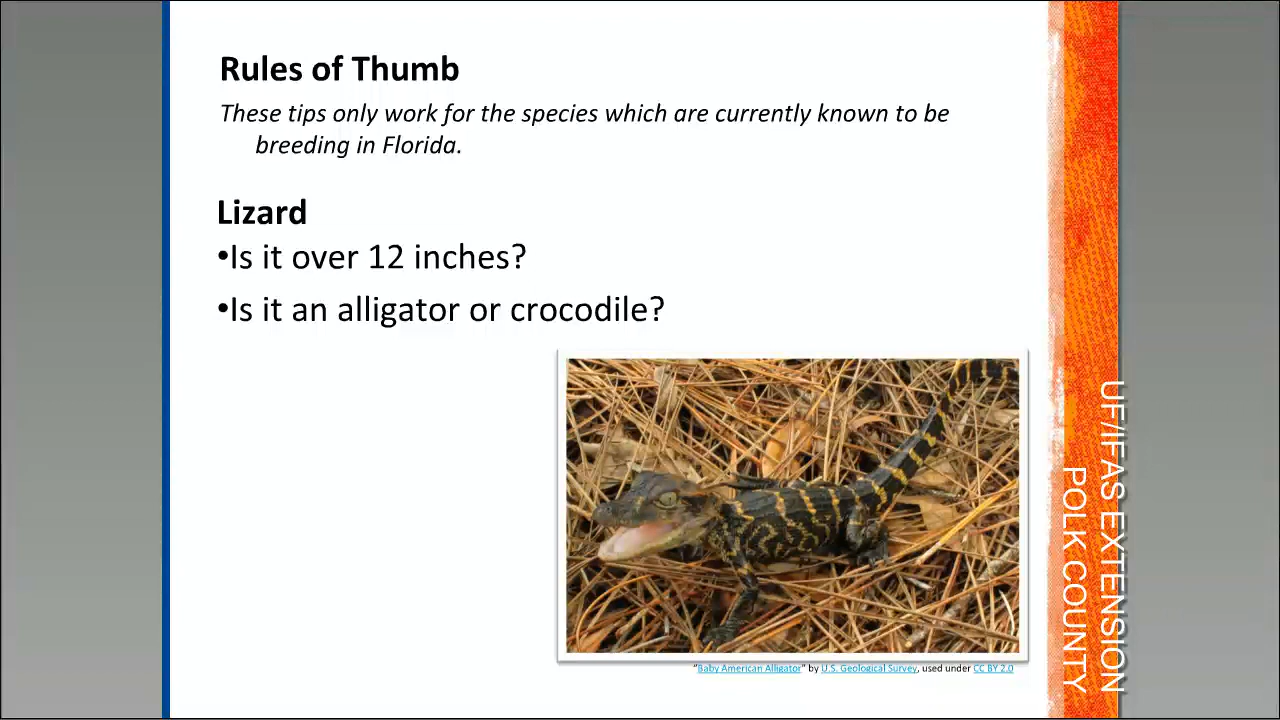 Rules of Thumb
These tips only work for the species which are currently known to be
breeding in Florida.
Lizard
•Is it over 12 inches?
•Is it an alligator or crocodile?
"Baby American Alligator" by U.S. Geological Survey, used under CC BY 2.0
UF/IFAS EXTENSION
POLK COUNTY